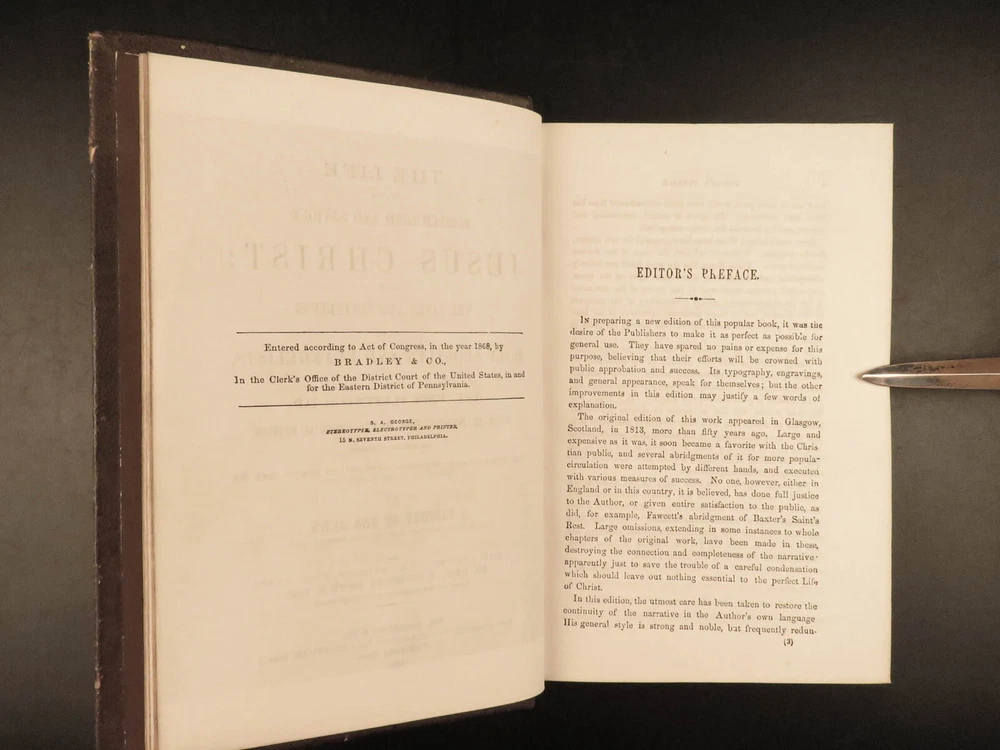 Entered according to Act of Congress, in the year 1868, by
BRADLEY & CO.,
In the Clerk's Office of the District Court of the United States, in and
for the Eastern District of Pennsylvania.
S. A. GEORGE,
STEREOTYPER, ELECTROTYPER AND PRINTER,
15 N. SEVENTH STREET, PHILADELPHIA.
EDITOR'S PREFACE.
IN preparing a new edition of this popular book, it was the
desire of the Publishers to make it as perfect as possible for
general use. They have spared no pains or expense for this
purpose, believing that their efforts will be crowned with
public approbation and success. Its typography, engravings,
and general appearance, speak for themselves; but the other
improvements in this edition may justify a few words of
explanation.
The original edition of this work appeared in Glasgow,
Scotland, in 1813, more than fifty years ago. Large and
expensive as it was, it soon became a favorite with the Chris
tian public, and several abridgments of it for more popula-
circulation were attempted by different hands, and executed
with various measures of success. No one, however, either in
England or in this country, it is believed, has done full justice
to the Author, or given entire satisfaction to the public, as
did, for example, Fawcett's abridgment of Baxter's Saint's
Rest. Large omissions, extending in some instances to whole
chapters of the original work, have been made in these,
destroying the connection and completeness of the narrative·
apparently just to save the trouble of a careful condensation
which should leave out nothing essential to the perfect Life
of Christ.
In this edition, the utmost care has been taken to restore the
continuity of the narrative in the Author's own language
His general style is strong and noble, but frequently redun-
(3)